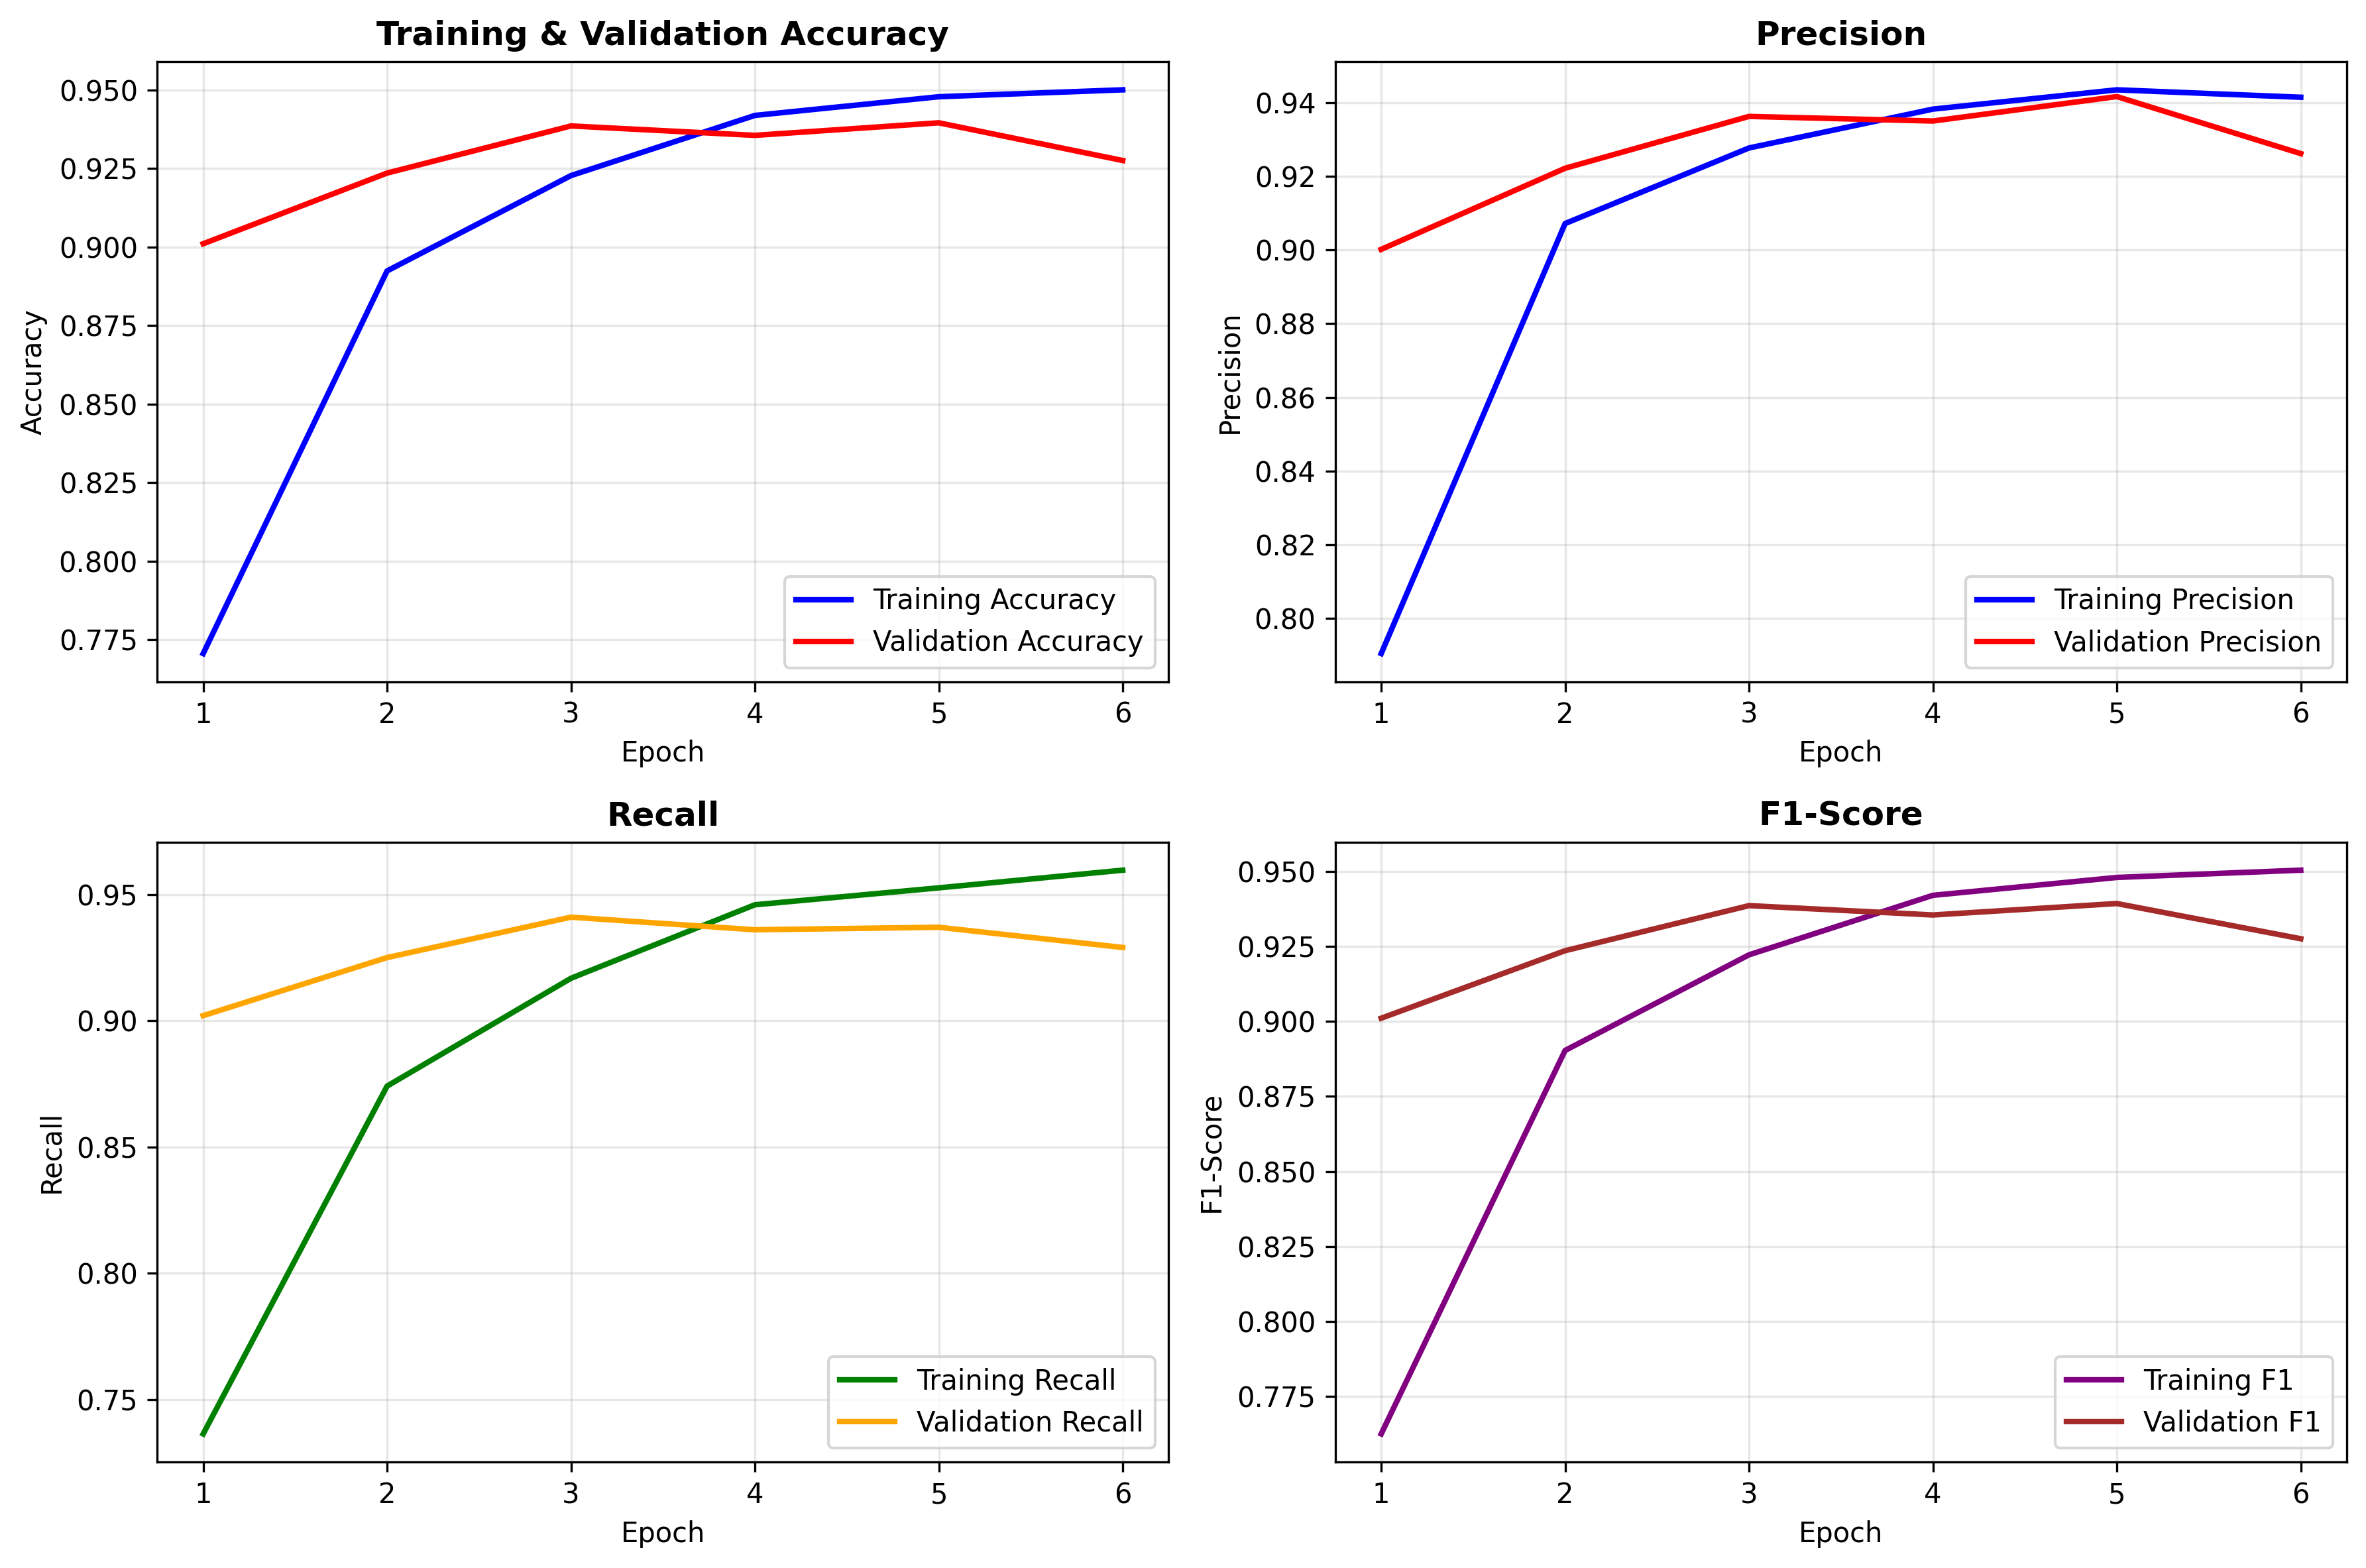 Training & Validation Accuracy
Accuracy
0.950
0.925
0.900
0.875
0.850
0.825
0.800
0.775
Training Accuracy
Validation Accuracy
1 2 3 4 5 6
Epoch
Precision
Precision
0.94
0.92
0.90
0.88
0.86
0.84
0.82
0.80
Training Precision
Validation Precision
1 2 3 4 5 6
Epoch
Recall
Recall
0.95
0.90
0.85
0.80
0.75
Training Recall
Validation Recall
1 2 3 4 5 6
Epoch
F1-Score
F1-Score
0.950
0.925
0.900
0.875
0.850
0.825
0.800
0.775
Training F1
Validation F1
1 2 3 4 5 6
Epoch